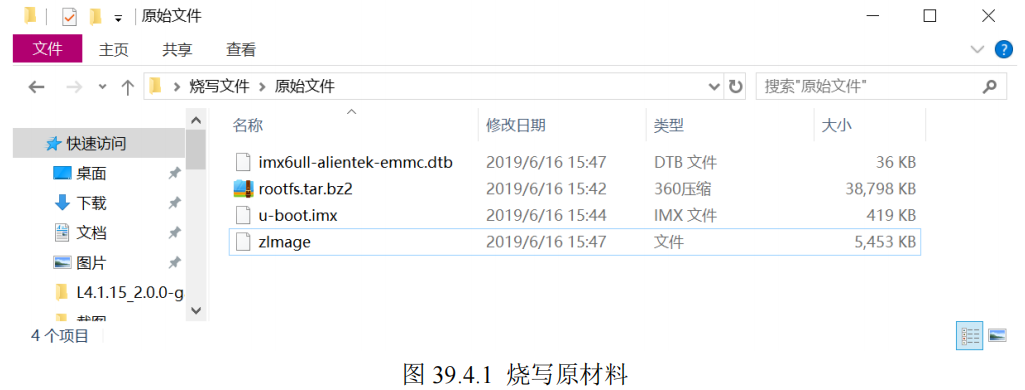 原始文件
文件 主页 共享 查看
烧写文件 原始文件 搜索"原始文件"
名称 修改日期 类型 大小
快速访问
桌面
下载
文档
图片
L4.1.15_2.0.0-g
截图
imx6ull-alientek-emmc.dtb 2019/6/16 15:47 DTB 文件 36 KB
rootfs.tar.bz2 2019/6/16 15:42 360压缩 38,798 KB
u-boot.imx 2019/6/16 15:44 IMX 文件 419 KB
zImage 2019/6/16 15:47 文件 5,453 KB
4 个项目
图 39.4.1 烧写原材料